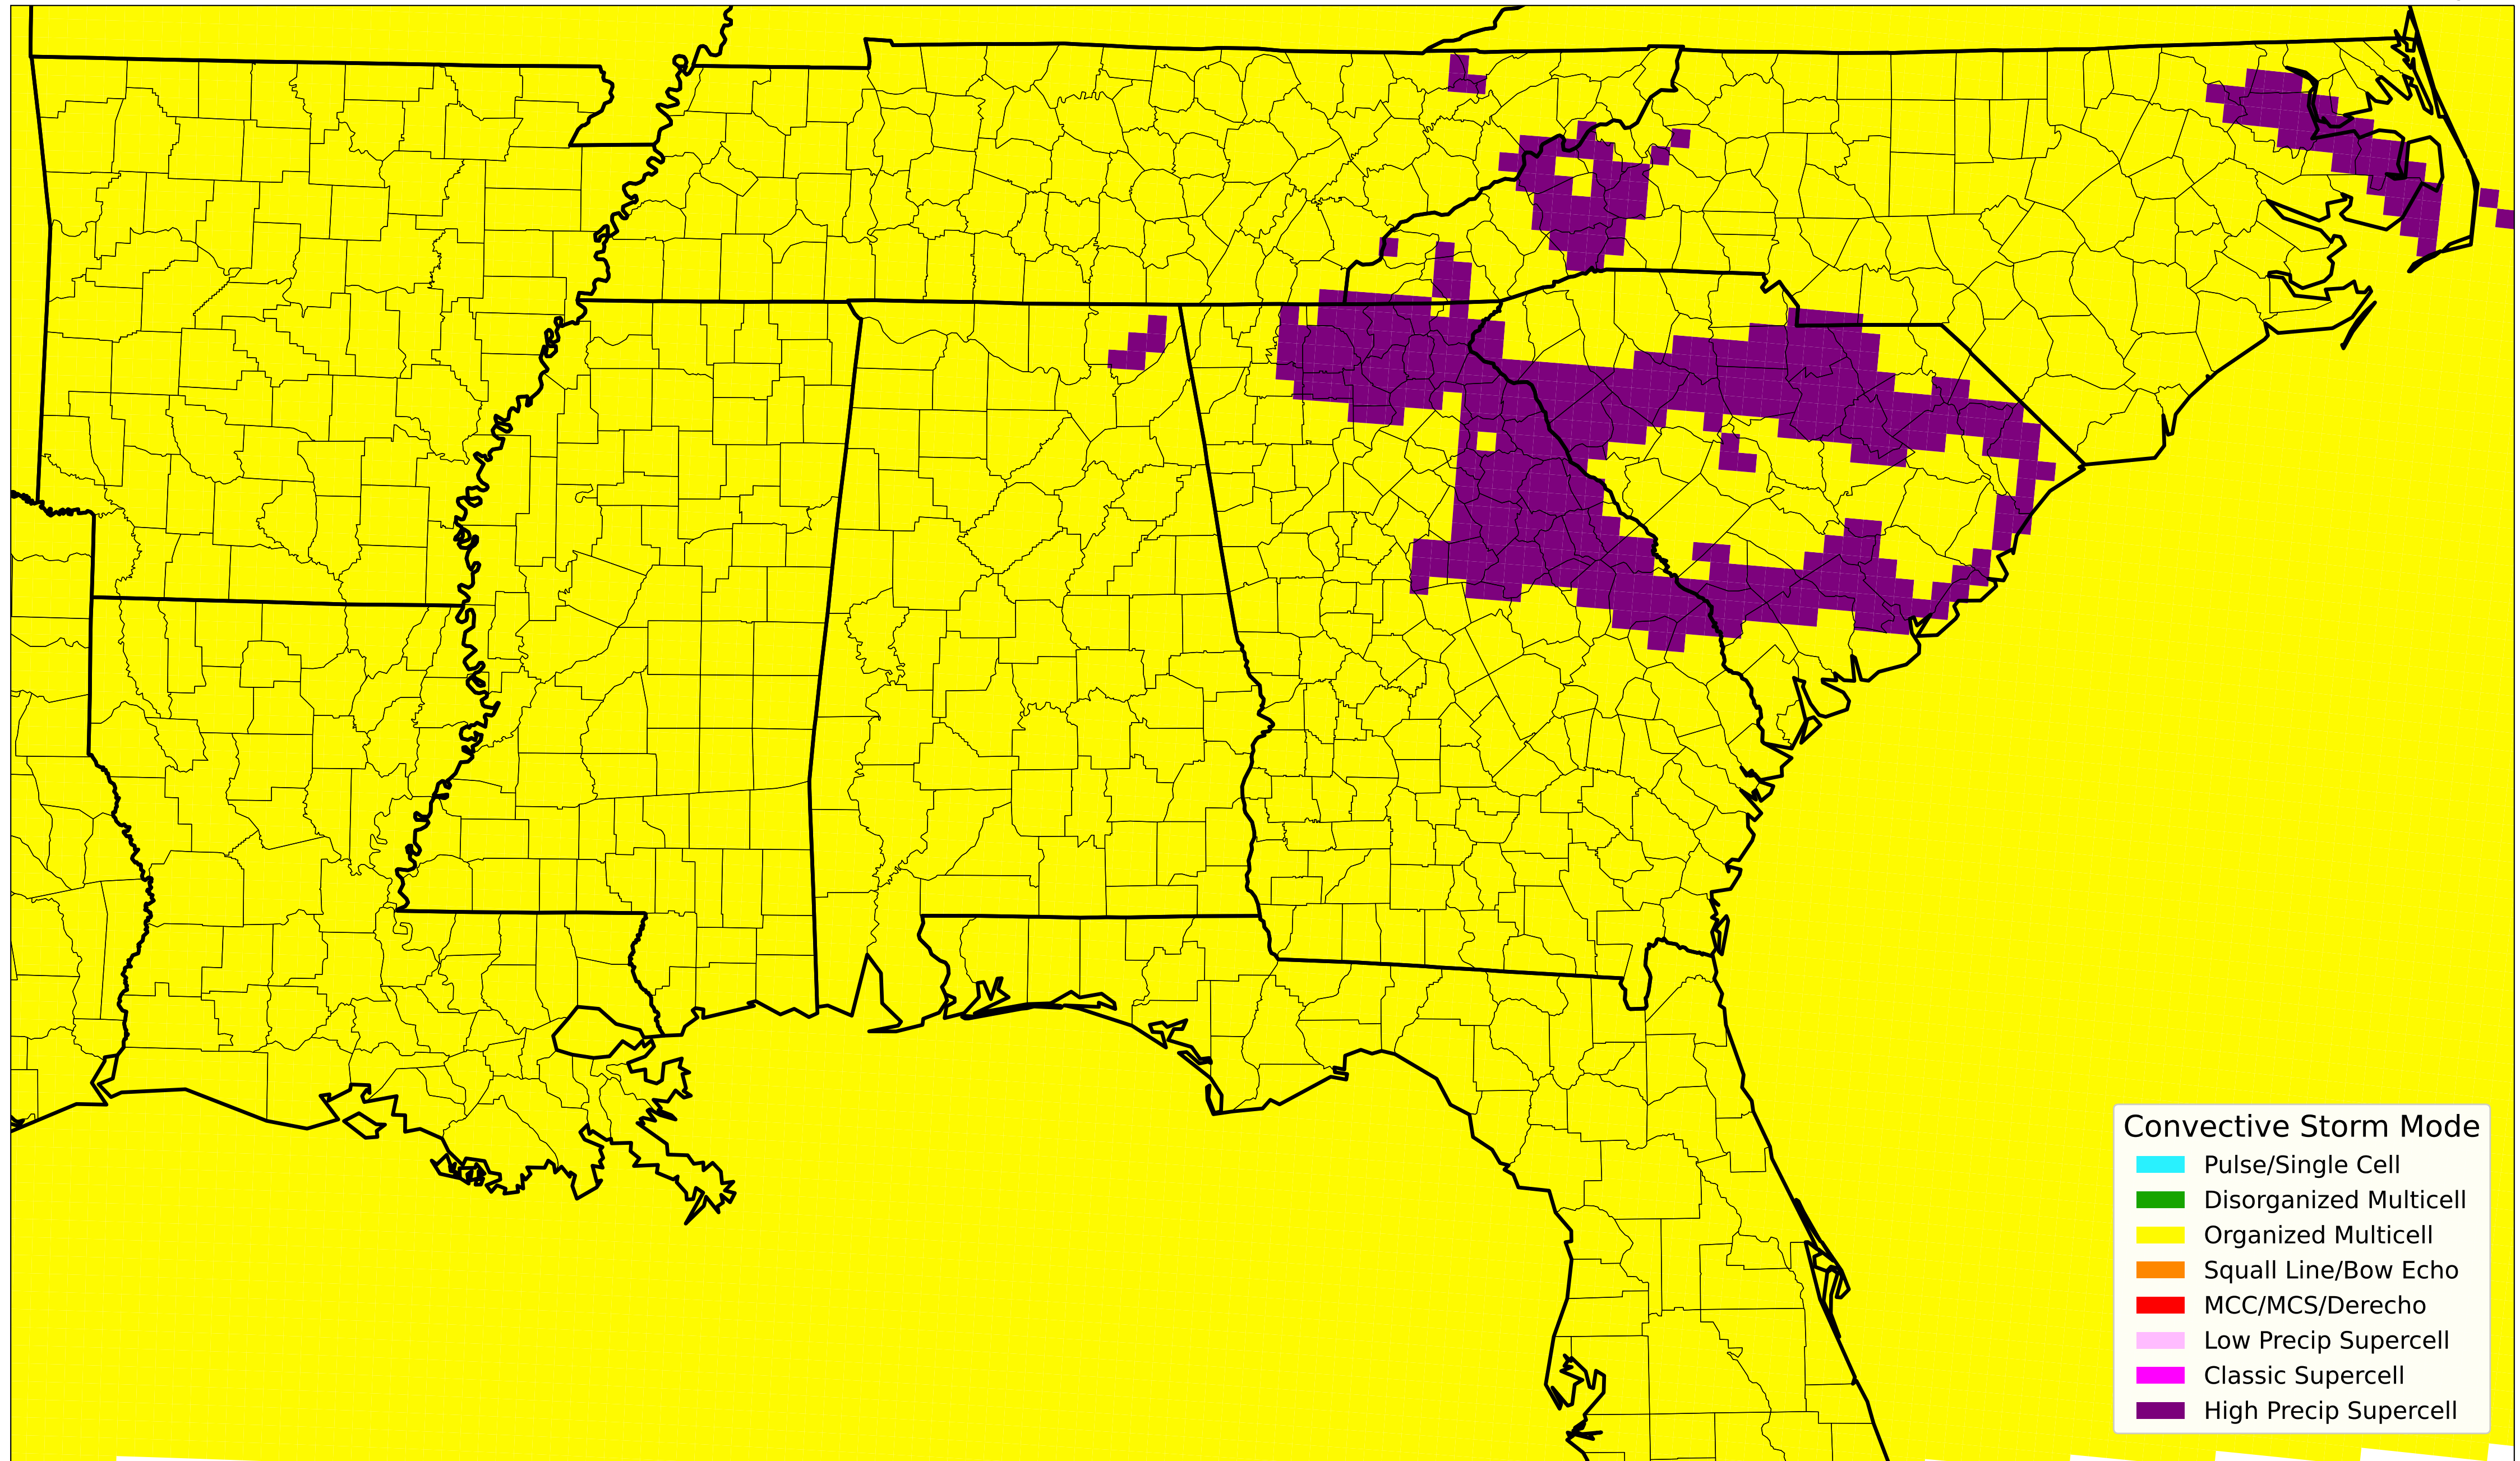 Convective Storm Mode
Pulse/Single Cell
Disorganized Multicell
Organized Multicell
Squall Line/Bow Echo
MCC/MCS/Derecho
Low Precip Supercell
Classic Supercell
High Precip Supercell